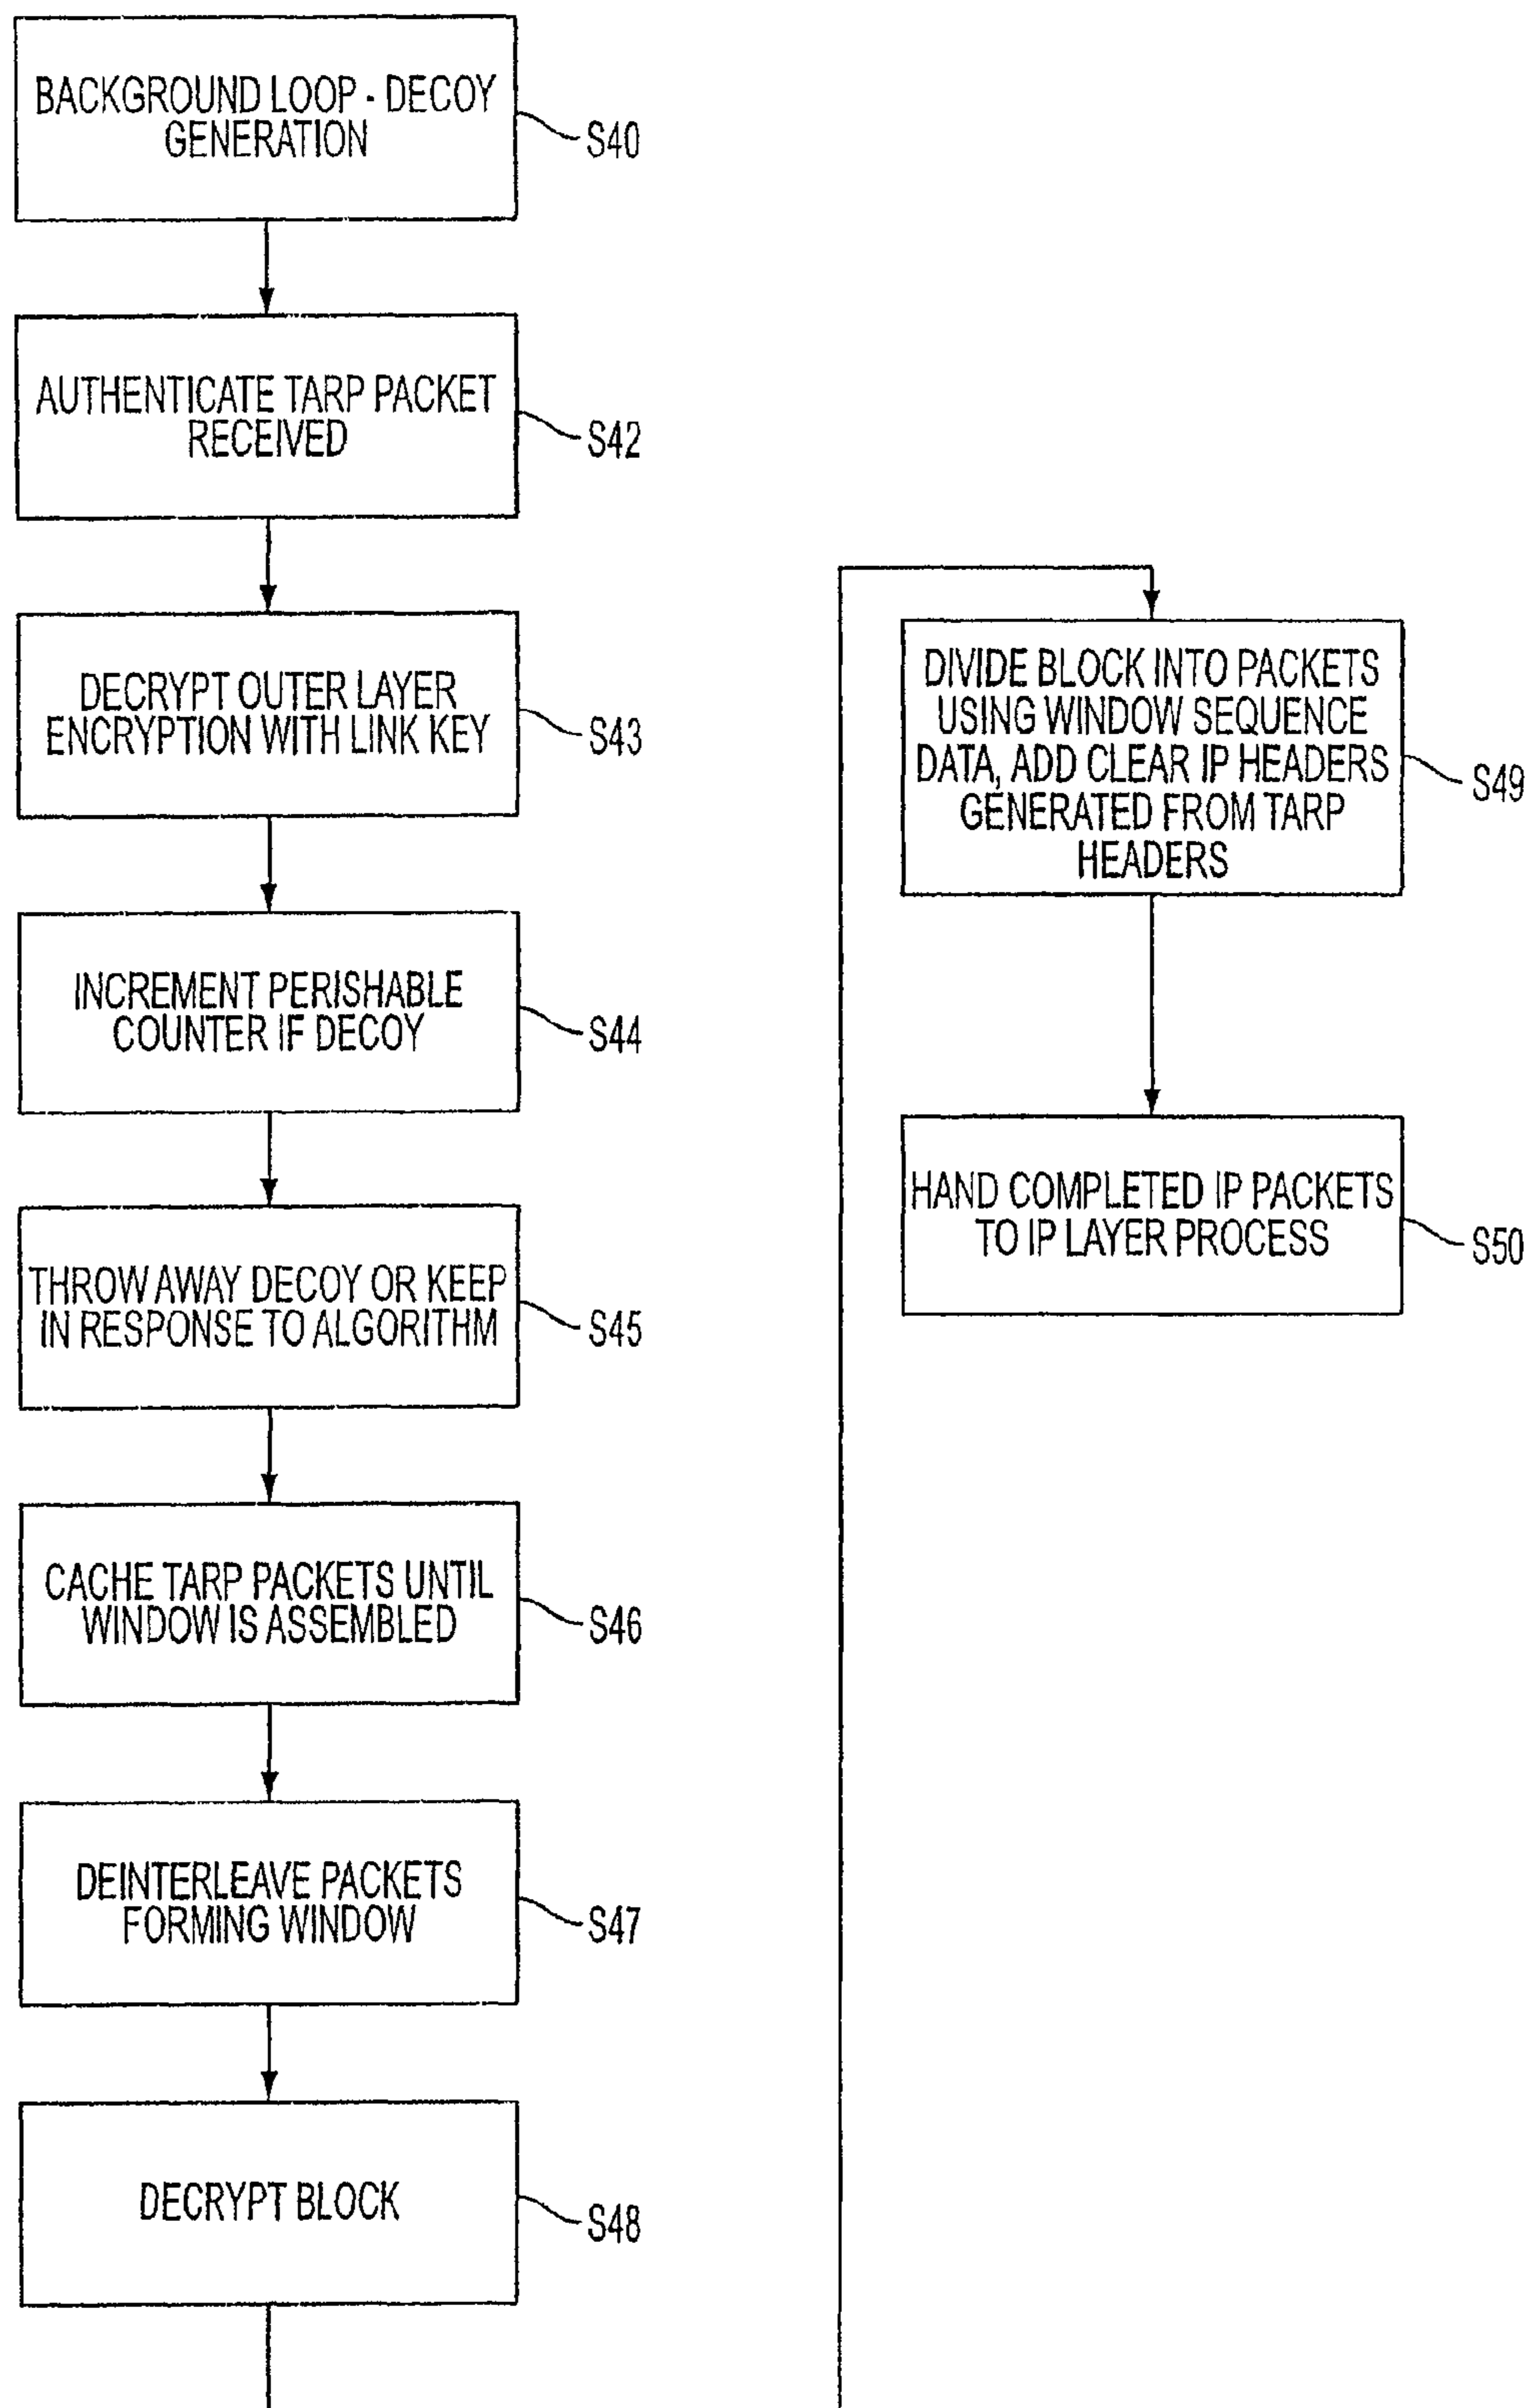 BACKGROUND LOOP - DECOY
GENERATION
S40
AUTHENTICATE TARP PACKET
RECEIVED
S42
DECRYPT OUTER LAYER
ENCRYPTION WITH LINK KEY
S43
INCREMENT PERISHABLE
COUNTER IF DECOY
S44
THROW AWAY DECOY OR KEEP
IN RESPONSE TO ALGORITHM
S45
CACHE TARP PACKETS UNTIL
WINDOW IS ASSEMBLED
S46
DEINTERLEAVE PACKETS
FORMING WINDOW
S47
DECRYPT BLOCK
S48
DIVIDE BLOCK INTO PACKETS
USING WINDOW SEQUENCE
DATA, ADD CLEAR IP HEADERS
GENERATED FROM TARP
HEADERS
S49
HAND COMPLETED IP PACKETS
TO IP LAYER PROCESS
S50